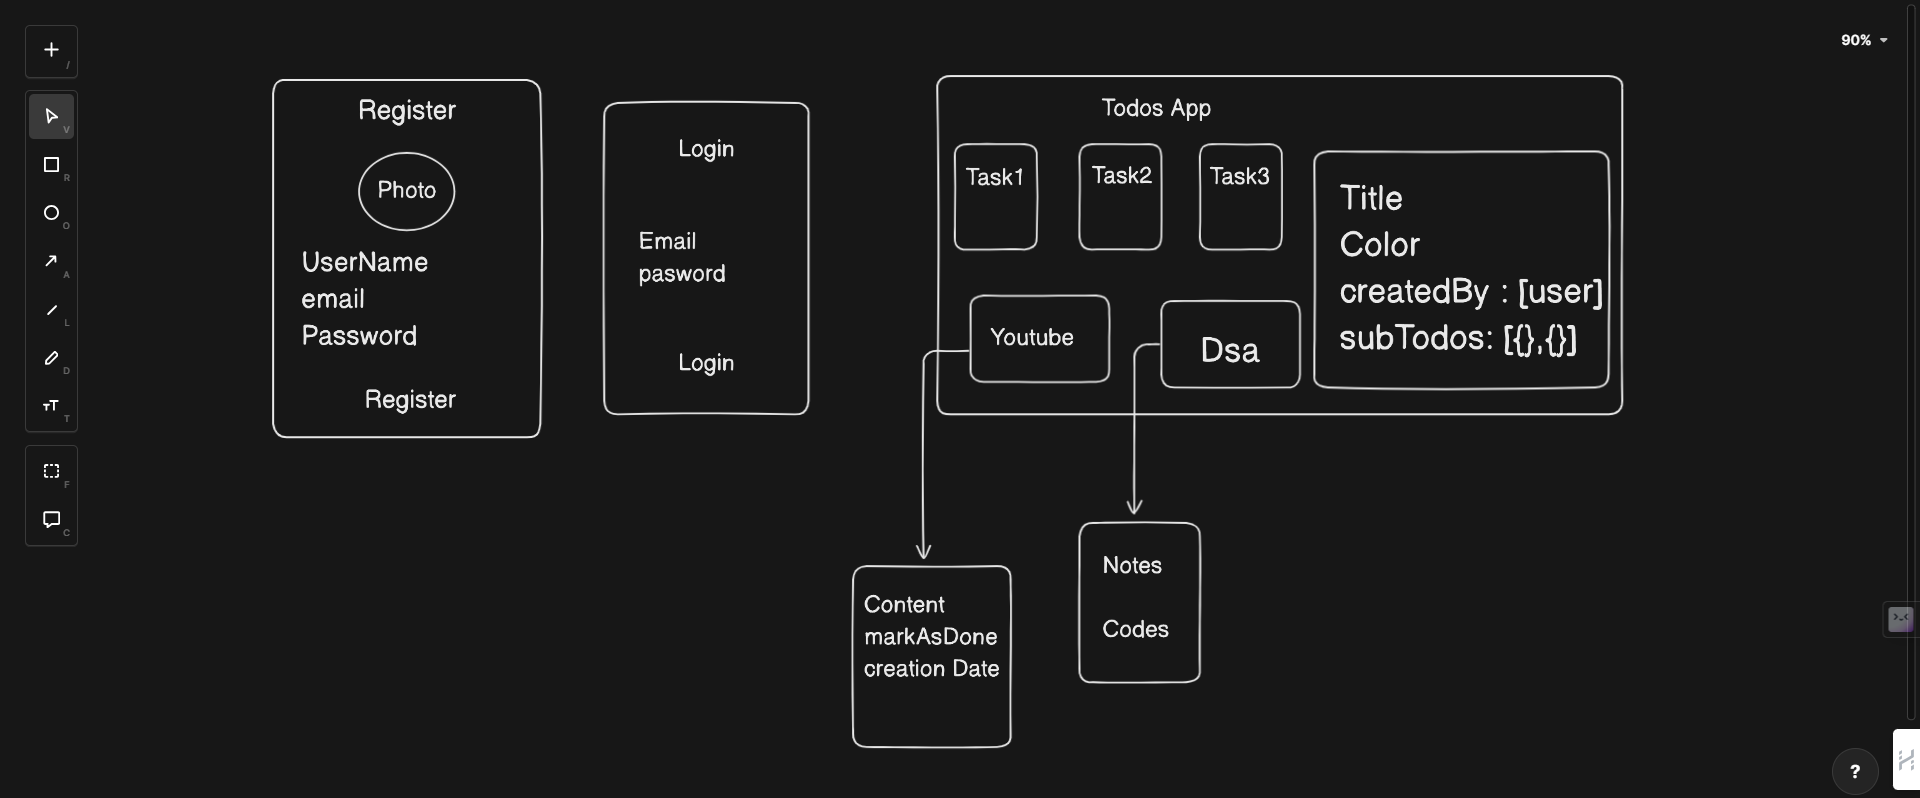 90%
/
V
R
O
A
L
D
T
F
C
Register
Photo
UserName
email
Password
Register
Login
Email
pasword
Login
Todos App
Task1
Task2
Task3
Youtube
Dsa
Title
Color
createdBy : [user]
subTodos: [{},{}]
Content
markAsDone
creation Date
Notes
Codes
?